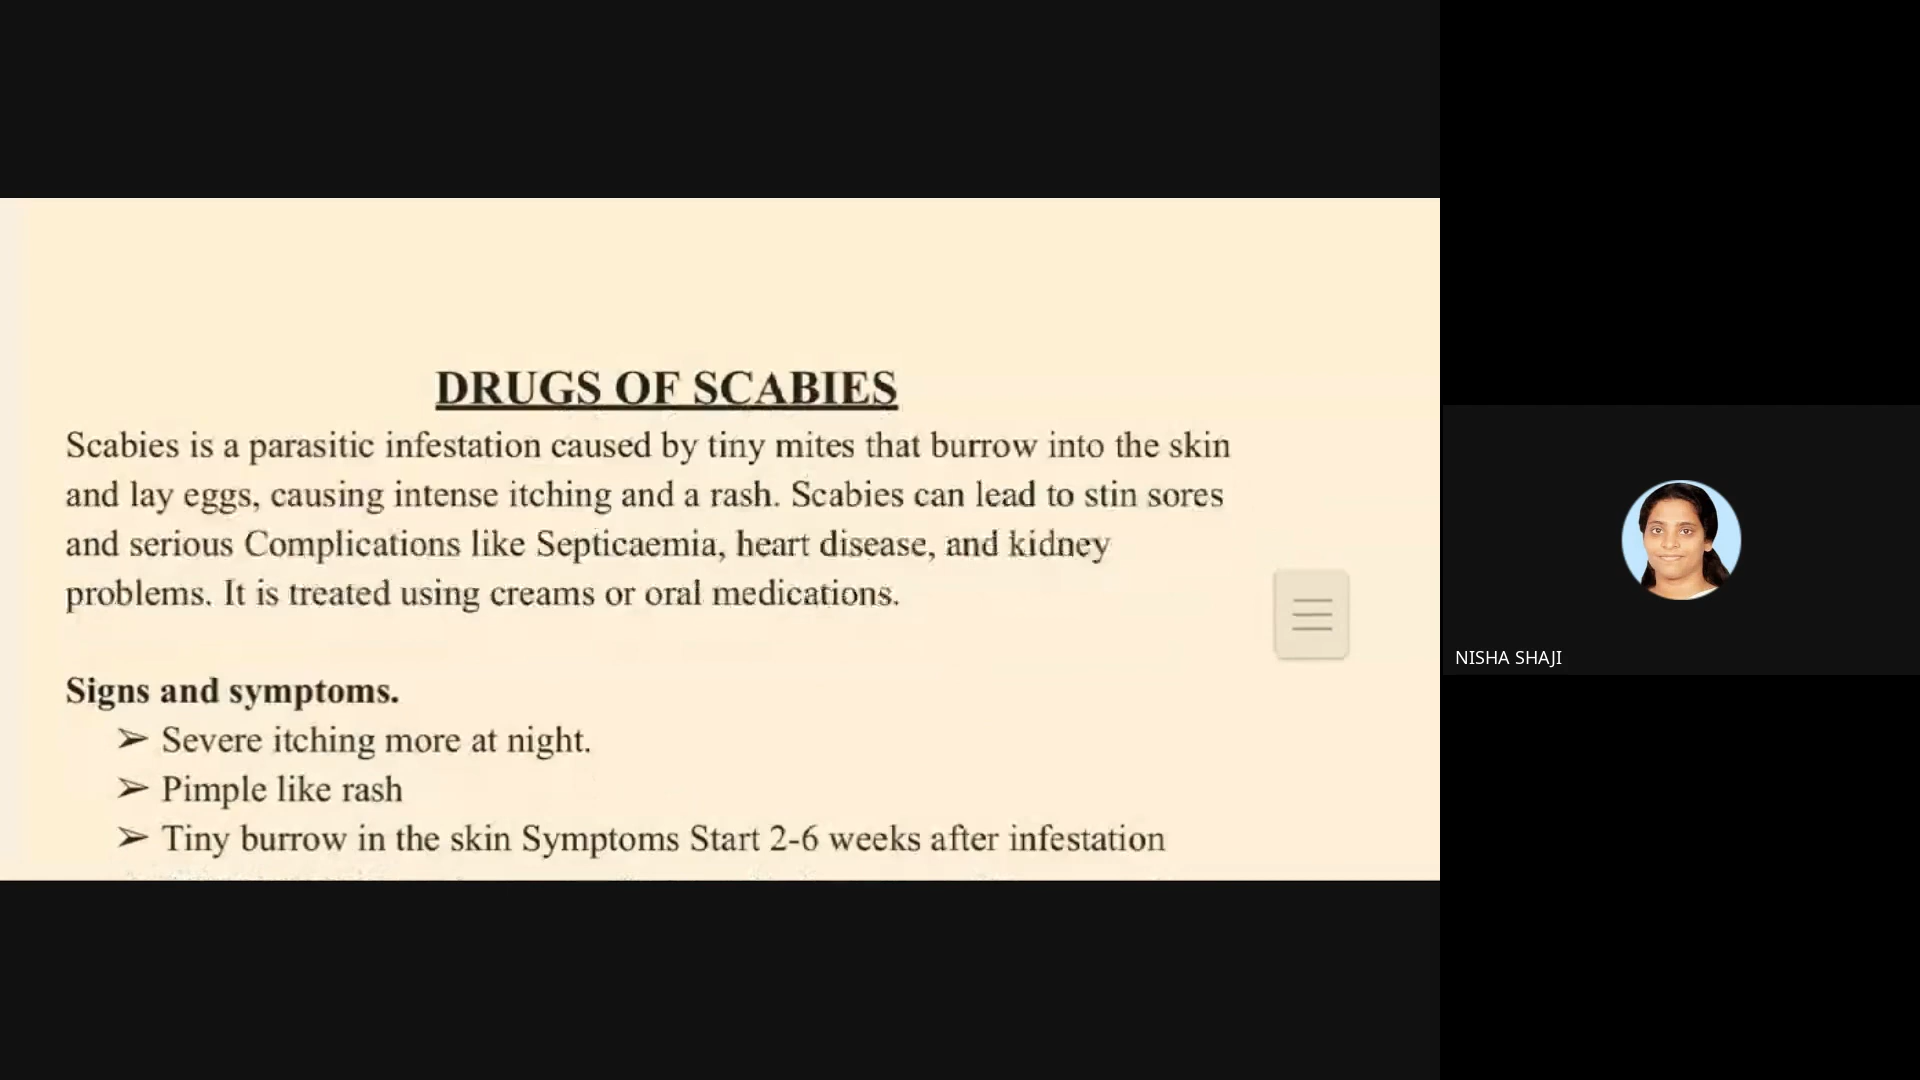 DRUGS OF SCABIES
Scabies is a parasitic infestation caused by tiny mites that burrow into the skin
and lay eggs, causing intense itching and a rash. Scabies can lead to stin sores
and serious Complications like Septicaemia, heart disease, and kidney
problems. It is treated using creams or oral medications.
Signs and symptoms.
➢ Severe itching more at night.
➢ Pimple like rash
➢ Tiny burrow in the skin Symptoms Start 2-6 weeks after infestation
NISHA SHAJI